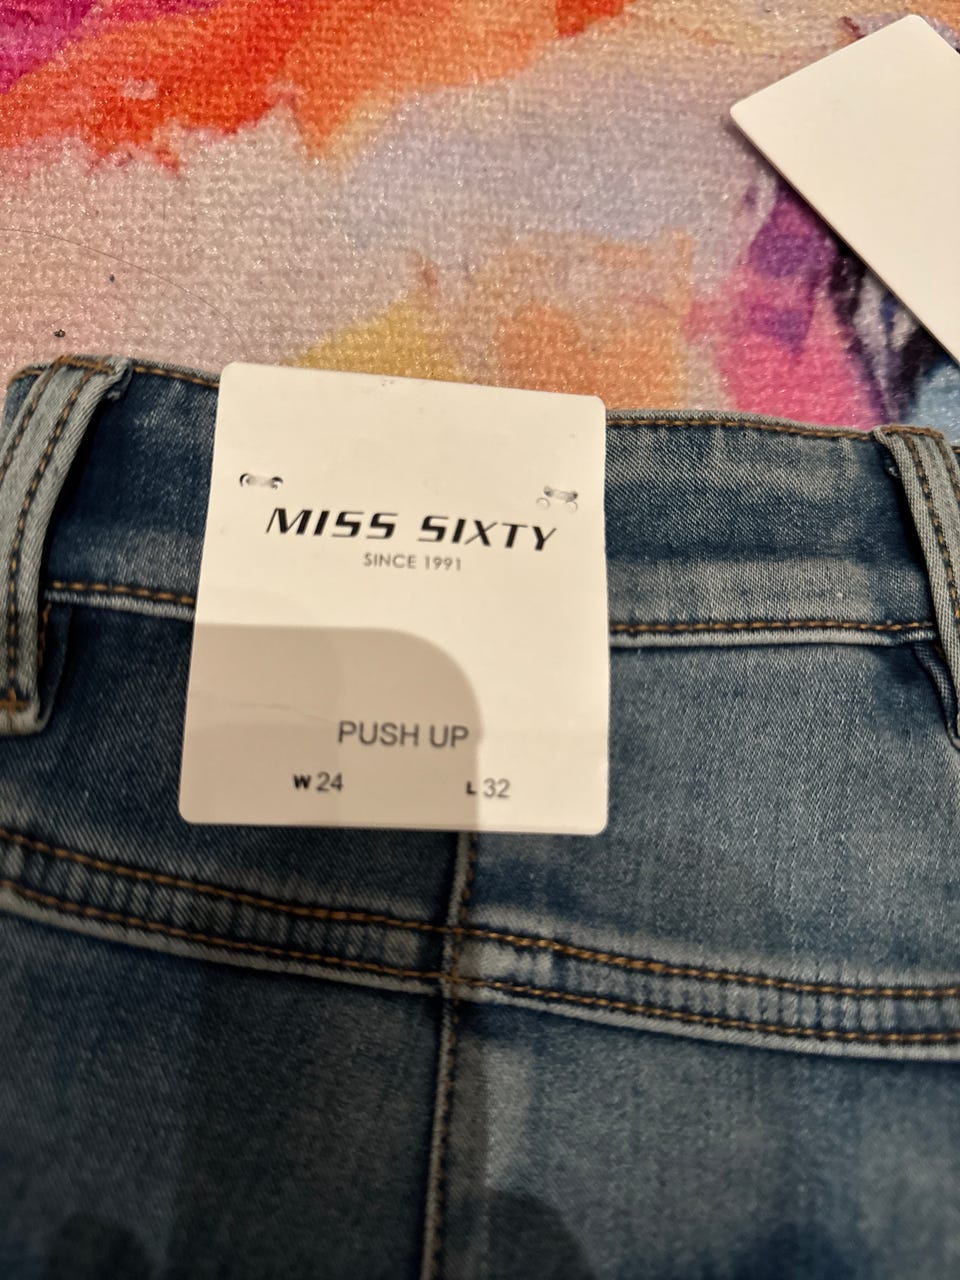 MISS SIXTY
SINCE 1991
PUSH UP
W 24 L 32